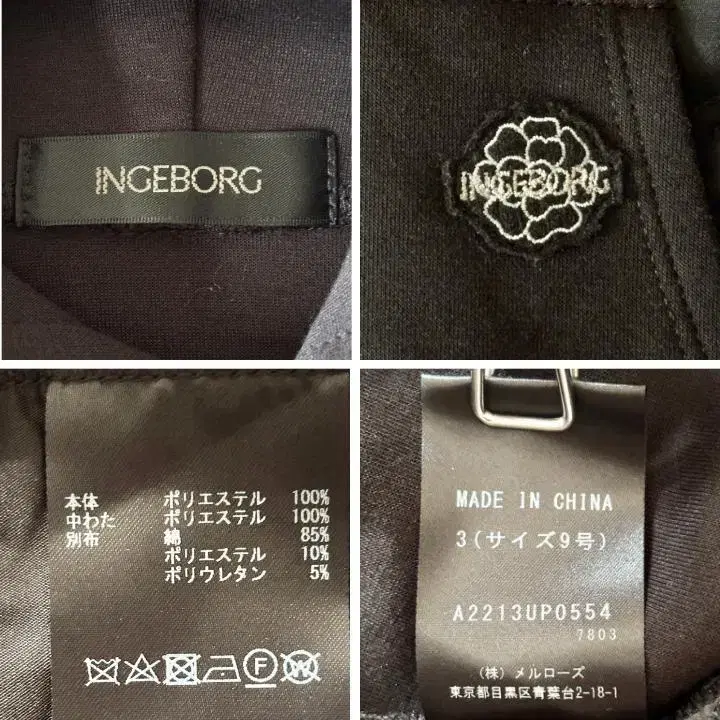 INGEBORG
INGEBORG
本体 ポリエステル 100%
中わた ポリエステル 100%
別布 綿 85%
ポリエステル 10%
ポリウレタン 5%
F
W
MADE IN CHINA
3(サイズ9号)
A2213UP0554
7803
(株) メルローズ
東京都目黒区青葉台2-18-1